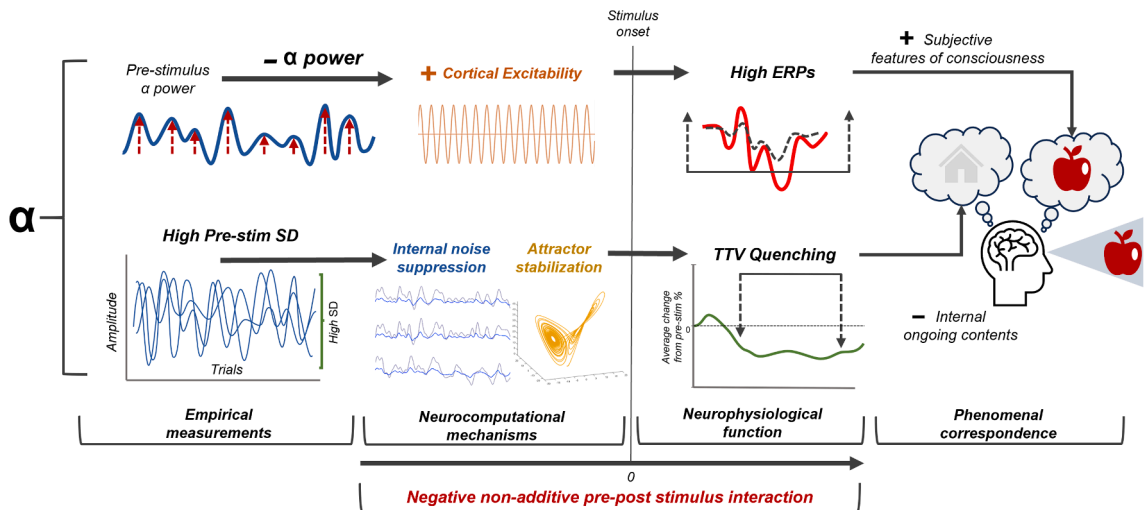 Stimulus
onset
α
Pre-stimulus
α power
- α power
+ Cortical Excitability
High ERPs
+ Subjective
features of consciousness
High Pre-stim SD
Amplitude
Trials
High SD
Internal noise
suppression
Attractor
stabilization
TTV Quenching
Average change
from pre-stim %
0
- Internal
ongoing contents
Empirical
measurements
Neurocomputational
mechanisms
Neurophysiological
function
Phenomenal
correspondence
0
Negative non-additive pre-post stimulus interaction